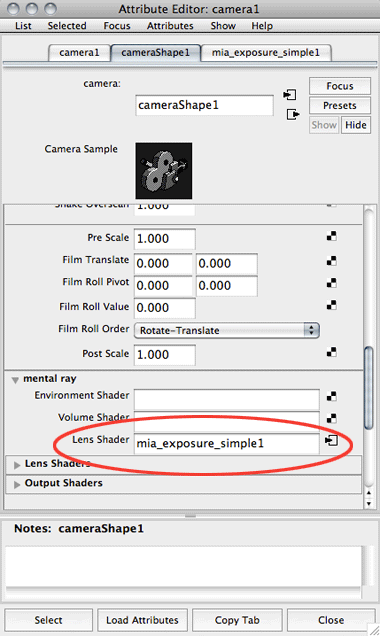 Attribute Editor: camera1
List Selected Focus Attributes Show Help
camera1 cameraShape1 mia_exposure_simple1
camera: cameraShape1
Focus
Presets
Show Hide
Camera Sample
Shake Overscan 1.000
Pre Scale 1.000
Film Translate 0.000 0.000
Film Roll Pivot 0.000 0.000
Film Roll Value 0.000
Film Roll Order Rotate-Translate
Post Scale 1.000
mental ray
Environment Shader
Volume Shader
Lens Shader mia_exposure_simple1
Lens Shaders
Output Shaders
Notes: cameraShape1
Select Load Attributes Copy Tab Close